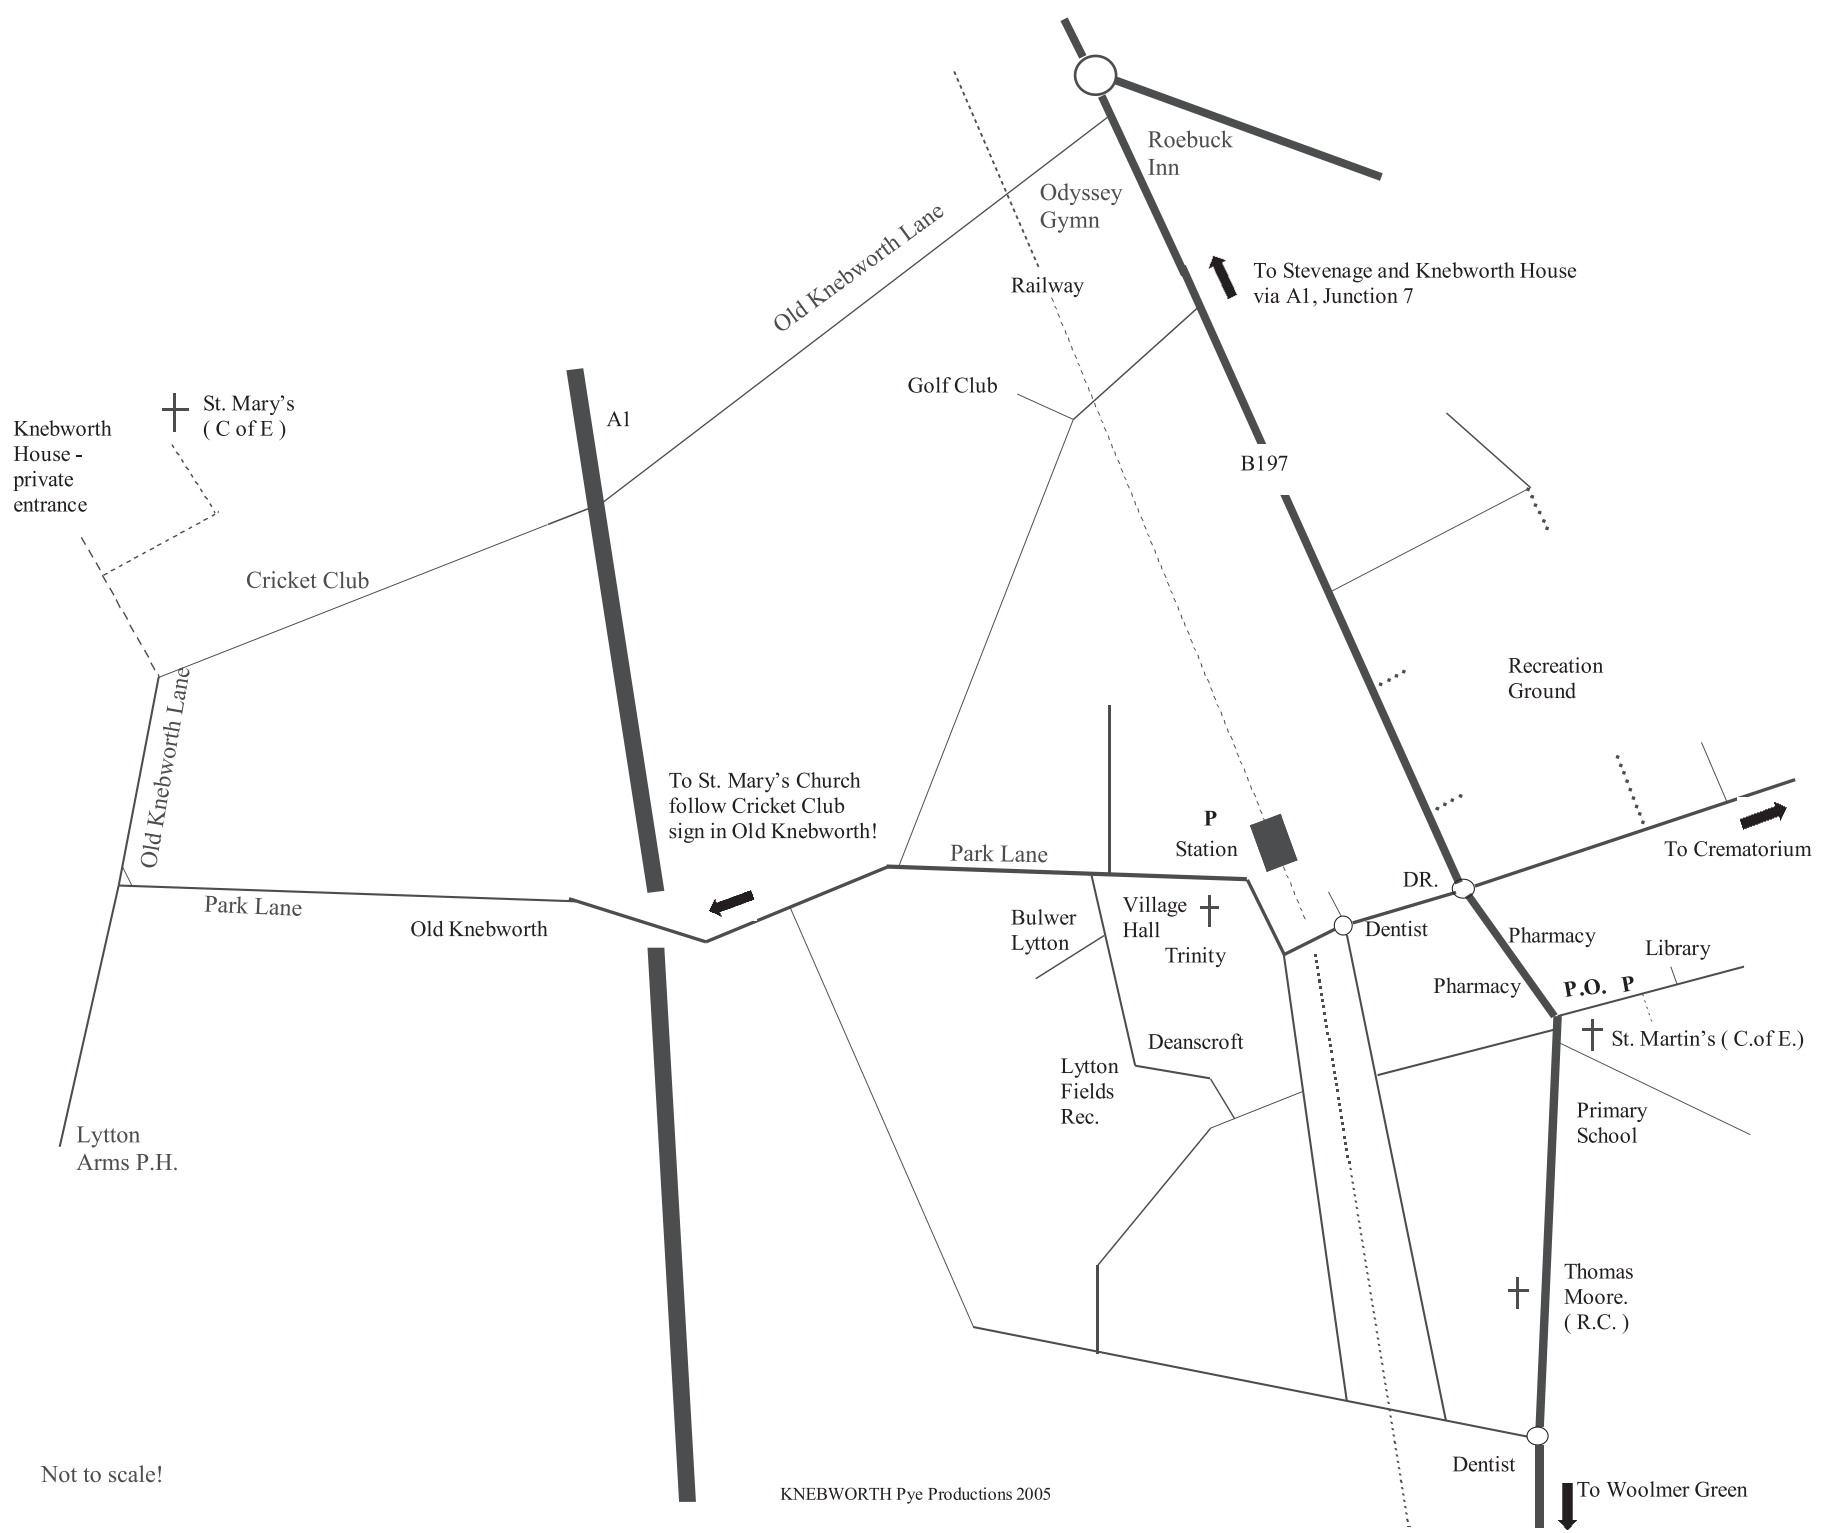 Roebuck
Inn
Odyssey
Gymn
Old Knebworth Lane
Railway
To Stevenage and Knebworth House
via A1, Junction 7
Golf Club
A1
St. Mary's
( C of E )
Knebworth
House -
private
entrance
B197
Cricket Club
Old Knebworth Lane
Recreation
Ground
To St. Mary's Church
follow Cricket Club
sign in Old Knebworth!
P
Station
Park Lane
To Crematorium
DR.
Park Lane
Old Knebworth
Bulwer
Lytton
Village
Hall
Trinity
Dentist
Pharmacy
Library
Pharmacy
P.O. P
St. Martin's ( C.of E.)
Deanscroft
Lytton
Fields
Rec.
Primary
School
Lytton
Arms P.H.
Thomas
Moore.
( R.C. )
Dentist
Not to scale!
KNEBWORTH Pye Productions 2005
To Woolmer Green